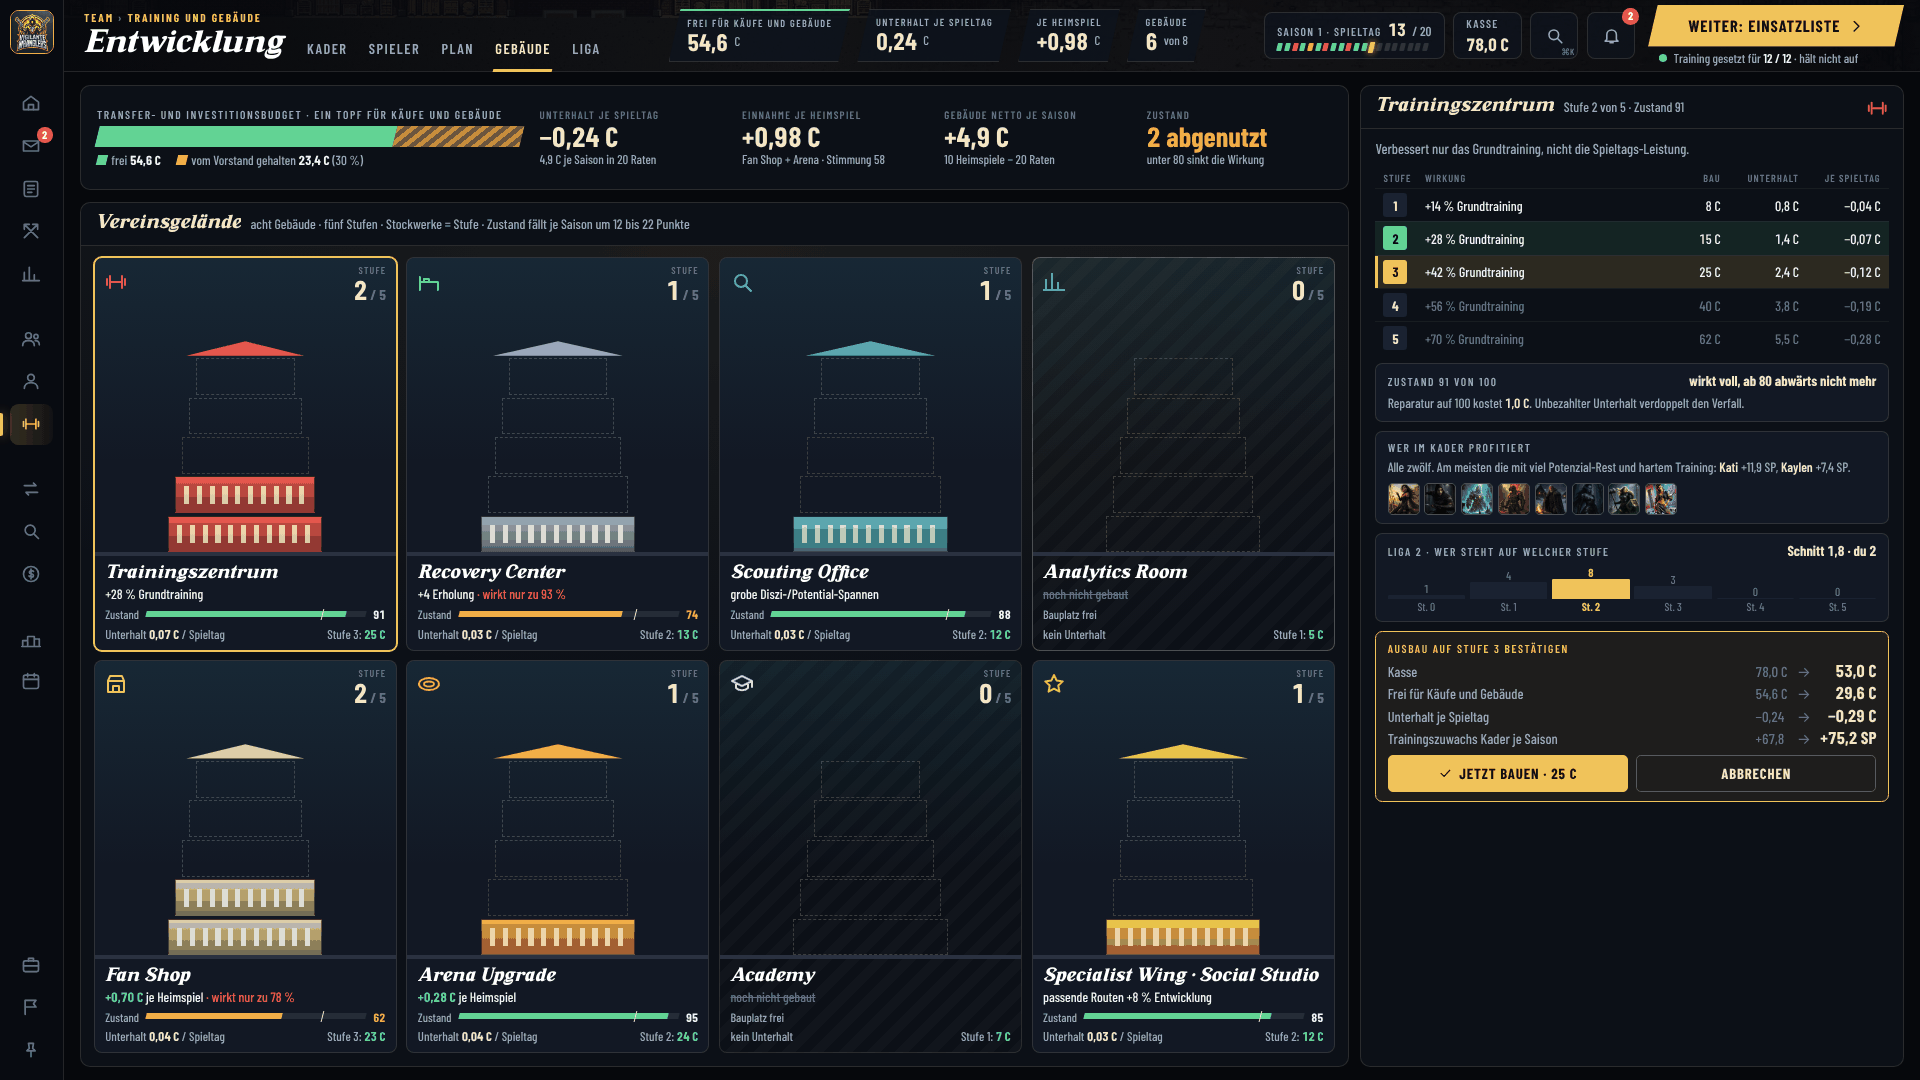 TEAM › TRAINING UND GEBÄUDE
Entwicklung
KADER SPIELER PLAN GEBÄUDE LIGA
FREI FÜR KÄUFE UND GEBÄUDE
54,6 C
UNTERHALT JE SPIELTAG
0,24 C
JE HEIMSPIEL
+0,98 C
GEBÄUDE
6 von 8
SAISON 1 · SPIELTAG 13 / 20
KASSE
78,0 C
⌘K
2
WEITER: EINSATZLISTE
Training gesetzt für 12 / 12 · hält nicht auf
2
TRANSFER- UND INVESTITIONSBUDGET · EIN TOPF FÜR KÄUFE UND GEBÄUDE
frei 54,6 C vom Vorstand gehalten 23,4 C (30 %)
UNTERHALT JE SPIELTAG
−0,24 C
4,9 C je Saison in 20 Raten
EINNAHME JE HEIMSPIEL
+0,98 C
Fan Shop + Arena · Stimmung 58
GEBÄUDE NETTO JE SAISON
+4,9 C
10 Heimspiele − 20 Raten
ZUSTAND
2 abgenutzt
unter 80 sinkt die Wirkung
Vereinsgelände acht Gebäude · fünf Stufen · Stockwerke = Stufe · Zustand fällt je Saison um 12 bis 22 Punkte
STUFE
2 / 5
Trainingszentrum
+28 % Grundtraining
Zustand 91
Unterhalt 0,07 C / Spieltag Stufe 3: 25 C
STUFE
1 / 5
Recovery Center
+4 Erholung · wirkt nur zu 93 %
Zustand 74
Unterhalt 0,03 C / Spieltag Stufe 2: 13 C
STUFE
1 / 5
Scouting Office
grobe Diszi-/Potential-Spannen
Zustand 88
Unterhalt 0,03 C / Spieltag Stufe 2: 12 C
STUFE
0 / 5
Analytics Room
noch nicht gebaut
Bauplatz frei
kein Unterhalt Stufe 1: 5 C
STUFE
2 / 5
Fan Shop
+0,70 C je Heimspiel · wirkt nur zu 78 %
Zustand 62
Unterhalt 0,04 C / Spieltag Stufe 3: 23 C
STUFE
1 / 5
Arena Upgrade
+0,28 C je Heimspiel
Zustand 95
Unterhalt 0,04 C / Spieltag Stufe 2: 24 C
STUFE
0 / 5
Academy
noch nicht gebaut
Bauplatz frei
kein Unterhalt Stufe 1: 7 C
STUFE
1 / 5
Specialist Wing · Social Studio
passende Routen +8 % Entwicklung
Zustand 85
Unterhalt 0,03 C / Spieltag Stufe 2: 12 C
Trainingszentrum Stufe 2 von 5 · Zustand 91
Verbessert nur das Grundtraining, nicht die Spieltags-Leistung.
STUFE WIRKUNG BAU UNTERHALT JE SPIELTAG
1 +14 % Grundtraining 8 C 0,8 C −0,04 C
2 +28 % Grundtraining 15 C 1,4 C −0,07 C
3 +42 % Grundtraining 25 C 2,4 C −0,12 C
4 +56 % Grundtraining 40 C 3,8 C −0,19 C
5 +70 % Grundtraining 62 C 5,5 C −0,28 C
ZUSTAND 91 VON 100 wirkt voll, ab 80 abwärts nicht mehr
Reparatur auf 100 kostet 1,0 C. Unbezahlter Unterhalt verdoppelt den Verfall.
WER IM KADER PROFITIERT
Alle zwölf. Am meisten die mit viel Potenzial-Rest und hartem Training: Kati +11,9 SP, Kaylen +7,4 SP.
LIGA 2 · WER STEHT AUF WELCHER STUFE Schnitt 1,8 · du 2
1 4 8 3 0 0
St. 0 St. 1 St. 2 St. 3 St. 4 St. 5
AUSBAU AUF STUFE 3 BESTÄTIGEN
Kasse 78,0 C → 53,0 C
Frei für Käufe und Gebäude 54,6 C → 29,6 C
Unterhalt je Spieltag −0,24 → −0,29 C
Trainingszuwachs Kader je Saison +67,8 → +75,2 SP
JETZT BAUEN · 25 C
ABBRECHEN